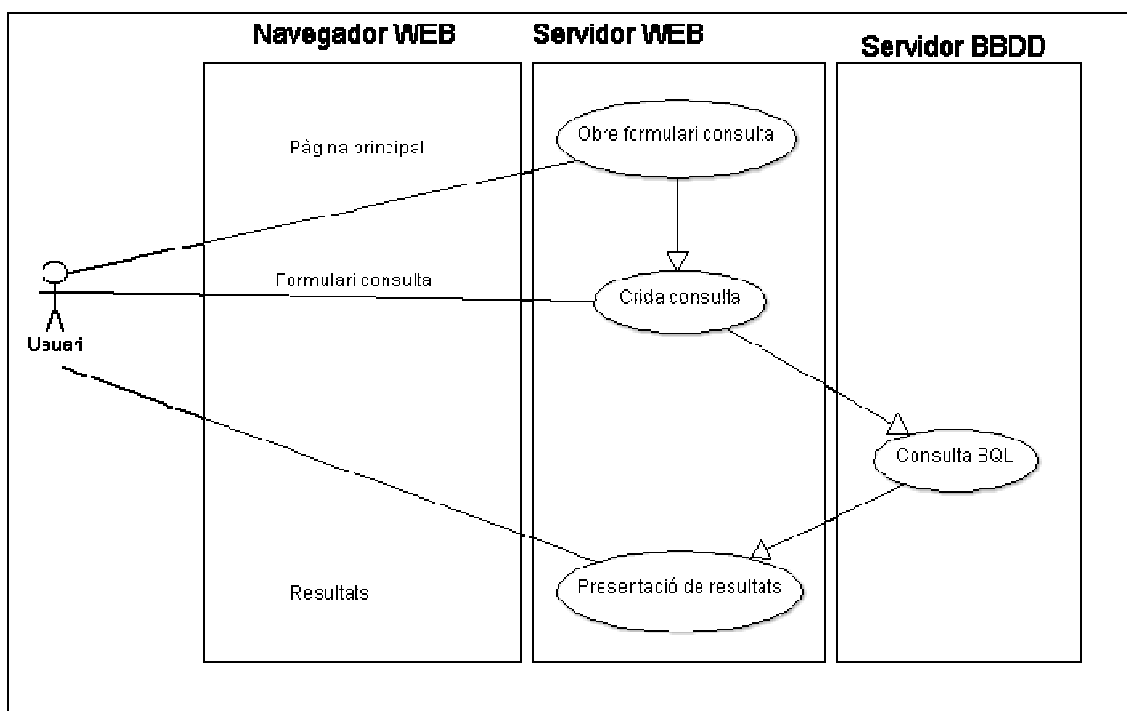 Navegador WEB
Servidor WEB
Servidor BBDD
Obre formulari consulta
Pàgina principal
Formulari consulta
Crida consulta
Usuari
Consulta BQL
Presentació de resultats
Resultats